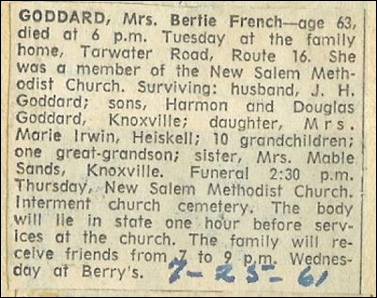 GODDARD, Mrs. Bertie French—age 63,
died at 6 p.m. Tuesday at the family
home, Tarwater Road, Route 16. She
was a member of the New Salem Meth-
odist Church. Surviving: husband, J. H.
Goddard; sons, Harmon and Douglas
Goddard, Knoxville; daughter, Mrs.
Marie Irwin, Heiskell; 10 grandchildren;
one great-grandson; sister, Mrs. Mable
Sands, Knoxville. Funeral 2:30 p.m.
Thursday, New Salem Methodist Church.
Interment church cemetery. The body
will lie in state one hour before serv-
ices at the church. The family will re-
ceive friends from 7 to 9 p.m. Wednes-
day at Berry's. 7-25-61